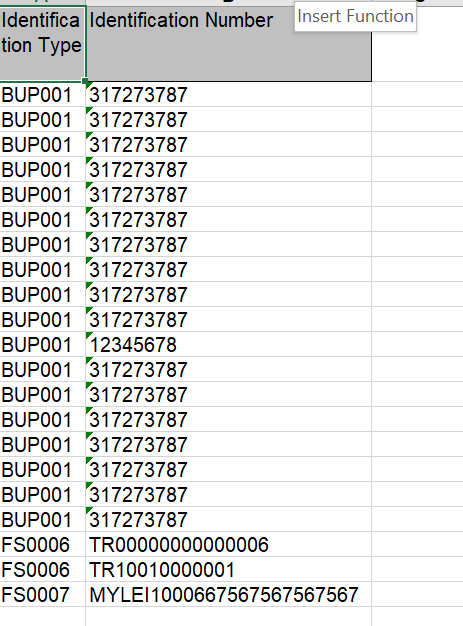 Identifica Identification Number Insert Function
tion Type
BUP001 317273787
BUP001 317273787
BUP001 317273787
BUP001 317273787
BUP001 317273787
BUP001 317273787
BUP001 317273787
BUP001 317273787
BUP001 317273787
BUP001 317273787
BUP001 12345678
BUP001 317273787
BUP001 317273787
BUP001 317273787
BUP001 317273787
BUP001 317273787
BUP001 317273787
BUP001 317273787
FS0006 TR00000000000006
FS0006 TR10010000001
FS0007 MYLEI1000667567567567567